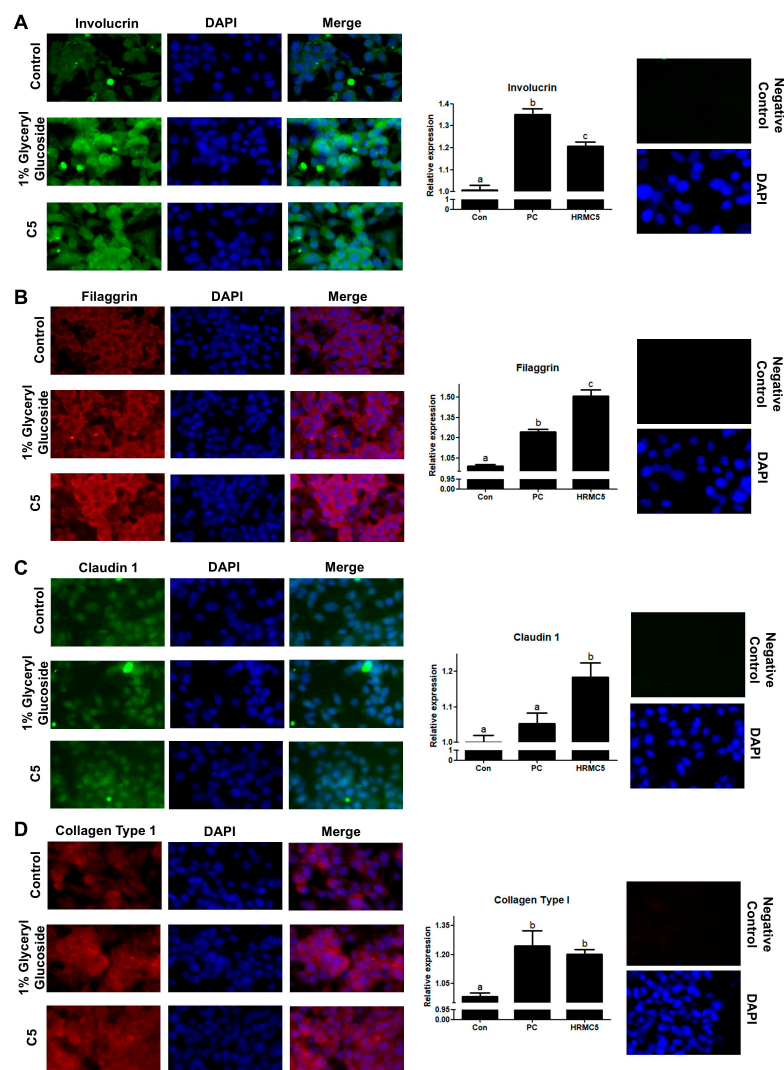 A
Involucrin
DAPI
Merge
Control
1% Glyceryl
Glucoside
C5
Involucrin
Relative expression
1.4
1.3
1.2
1.1
1.0
1
0
a
b
c
Con
PC
HRMC5
Negative
Control
DAPI
B
Filaggrin
DAPI
Merge
Control
1% Glyceryl
Glucoside
C5
Filaggrin
Relative expression
1.50
1.35
1.20
1.05
0.95
0.00
a
b
c
Con
PC
HRMC5
Negative
Control
DAPI
C
Claudin 1
DAPI
Merge
Control
1% Glyceryl
Glucoside
C5
Claudin 1
Relative expression
1.2
1.1
1.0
1
0
a
a
b
Con
PC
HRMC5
Negative
Control
DAPI
D
Collagen Type 1
DAPI
Merge
Control
1% Glyceryl
Glucoside
C5
Collagen Type I
Relative expression
1.35
1.20
1.05
0.95
0.00
a
b
b
Con
PC
HRMC5
Negative
Control
DAPI